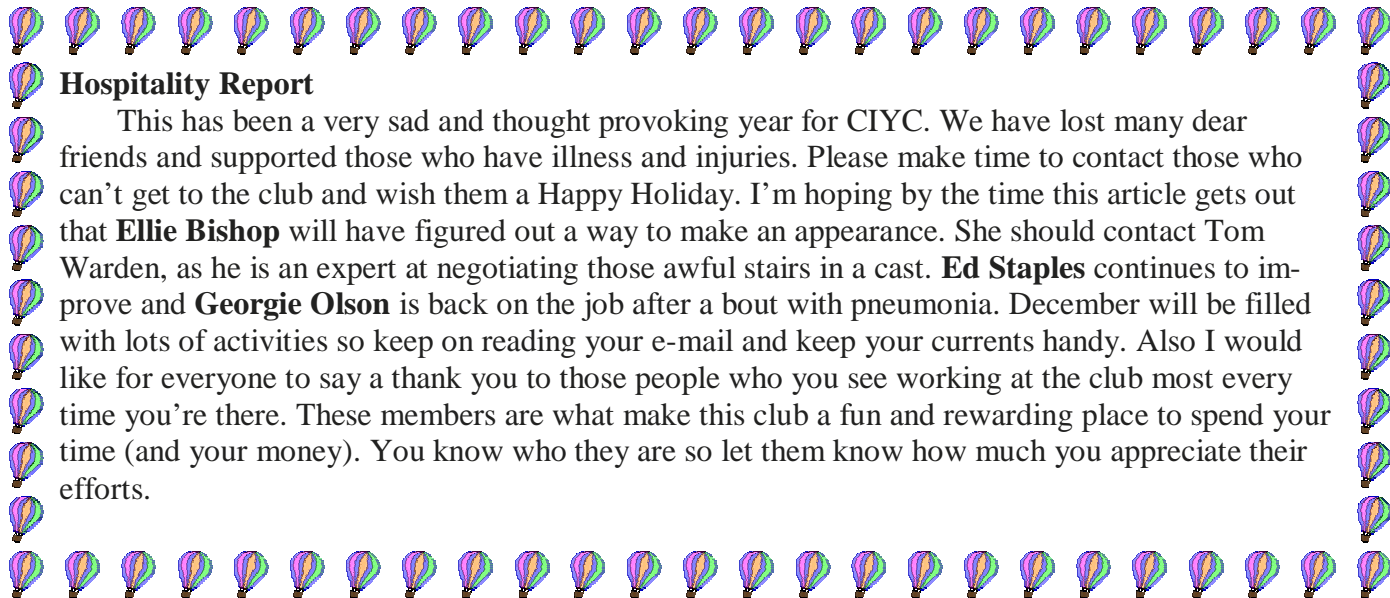 Hospitality Report
This has been a very sad and thought provoking year for CIYC. We have lost many dear
friends and supported those who have illness and injuries. Please make time to contact those who
can’t get to the club and wish them a Happy Holiday. I’m hoping by the time this article gets out
that Ellie Bishop will have figured out a way to make an appearance. She should contact Tom
Warden, as he is an expert at negotiating those awful stairs in a cast. Ed Staples continues to im-
prove and Georgie Olson is back on the job after a bout with pneumonia. December will be filled
with lots of activities so keep on reading your e-mail and keep your currents handy. Also I would
like for everyone to say a thank you to those people who you see working at the club most every
time you’re there. These members are what make this club a fun and rewarding place to spend your
time (and your money). You know who they are so let them know how much you appreciate their
efforts.